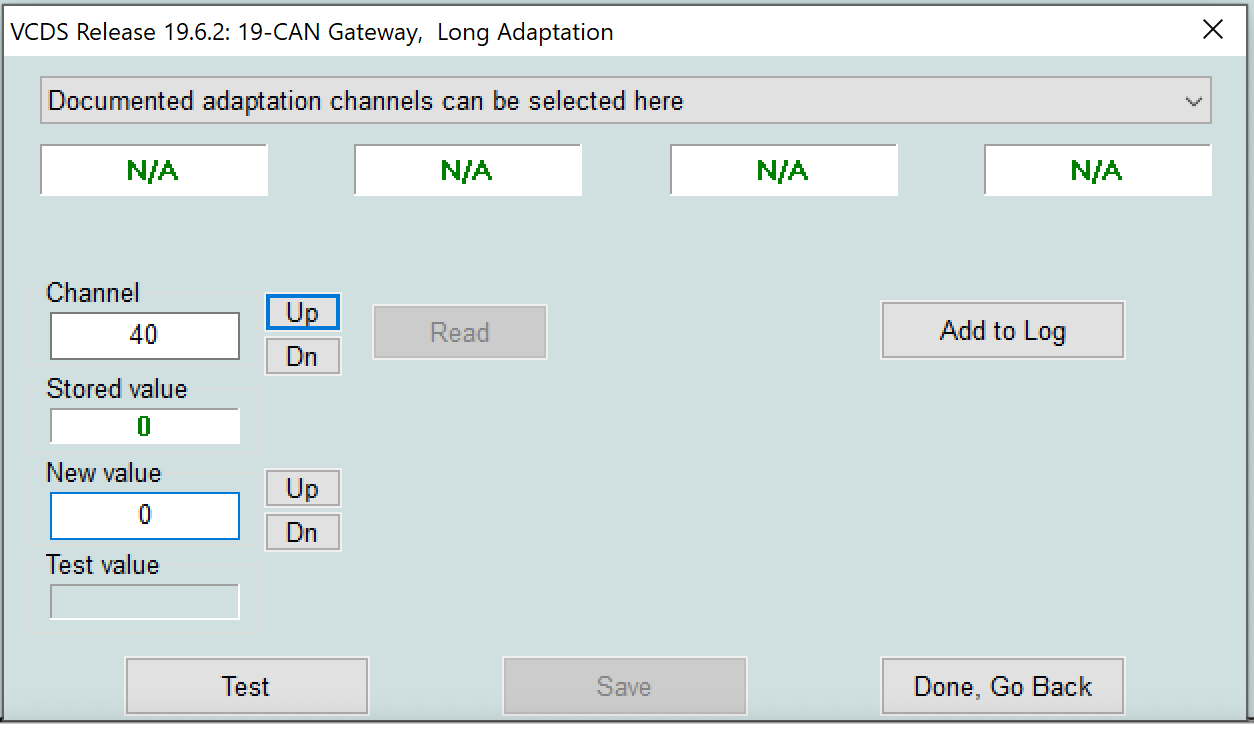 VCDS Release 19.6.2: 19-CAN Gateway,  Long Adaptation
Documented adaptation channels can be selected here
N/A N/A N/A N/A
Channel
40 Up Read Add to Log
Dn
Stored value
0
New value
0 Up
Dn
Test value
Test Save Done, Go Back